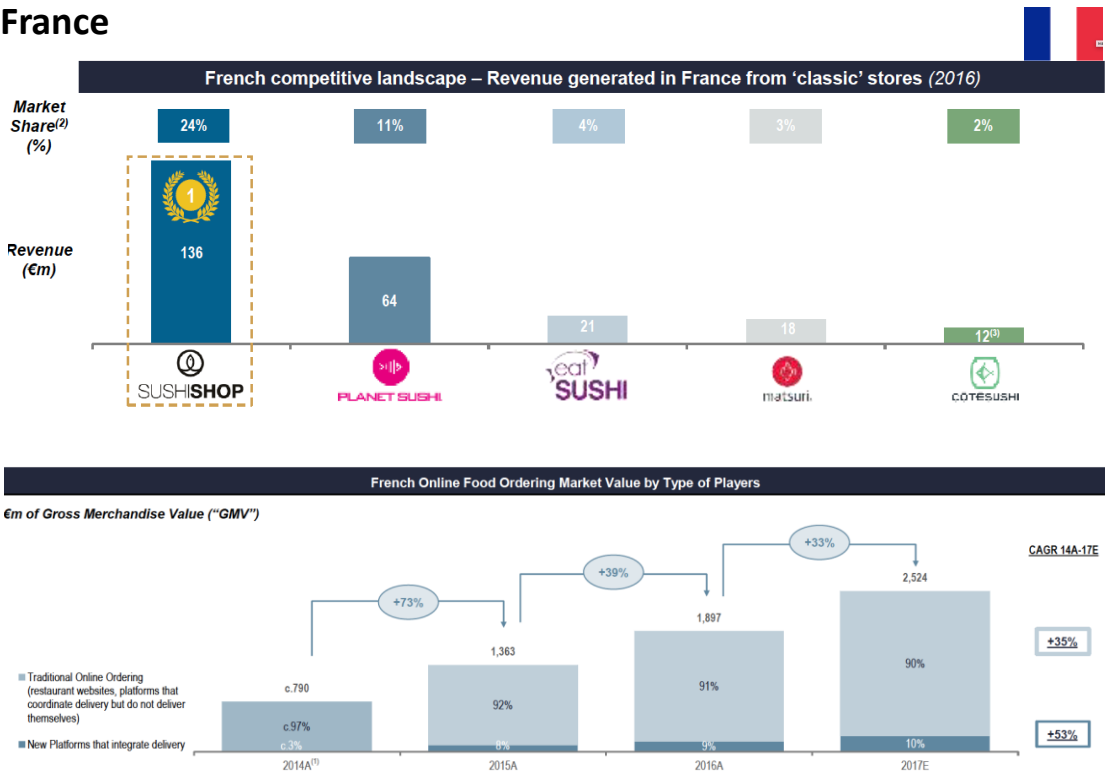 France
French competitive landscape – Revenue generated in France from ‘classic’ stores (2016)
Market
Share(2)
(%)
24%
11%
4%
3%
2%
Revenue
(€m)
1
136
64
21
18
12(3)
SUSHISHOP
PLANET SUSHI
eat
SUSHI
matsuri
CÔTÉSUSHI
French Online Food Ordering Market Value by Type of Players
€m of Gross Merchandise Value (“GMV”)
CAGR 14A-17E
+73%
+39%
+33%
c.790
1,363
1,897
2,524
+35%
+53%
Traditional Online Ordering
(restaurant websites, platforms that
coordinate delivery but do not deliver
themselves)
New Platforms that integrate delivery
c.97%
92%
91%
90%
c.3%
8%
9%
10%
2014A(1)
2015A
2016A
2017E